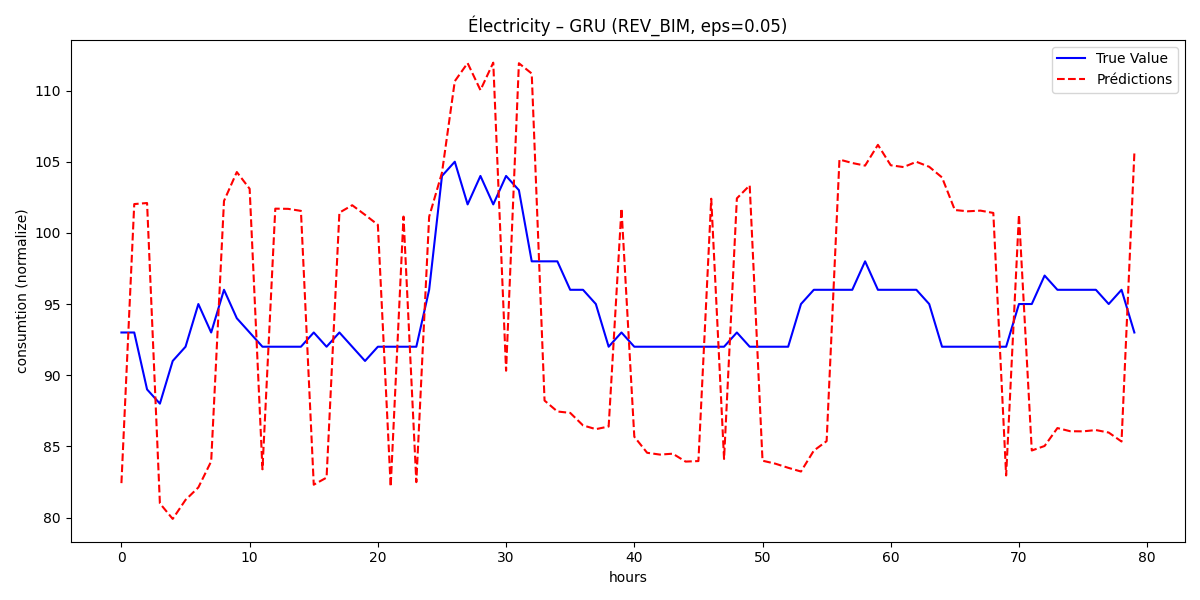 Électricity – GRU (REV_BIM, eps=0.05)
True Value
Prédictions
consumtion (normalize)
110
105
100
95
90
85
80
0 10 20 30 40 50 60 70 80
hours